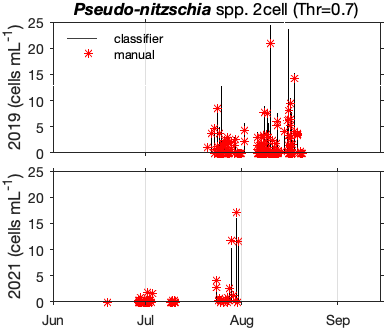 Pseudo-nitzschia spp. 2cell (Thr=0.7)
2019 (cells mL⁻¹)
25
20
15
10
5
0
classifier
manual
2021 (cells mL⁻¹)
25
20
15
10
5
0
Jun Jul Aug Sep